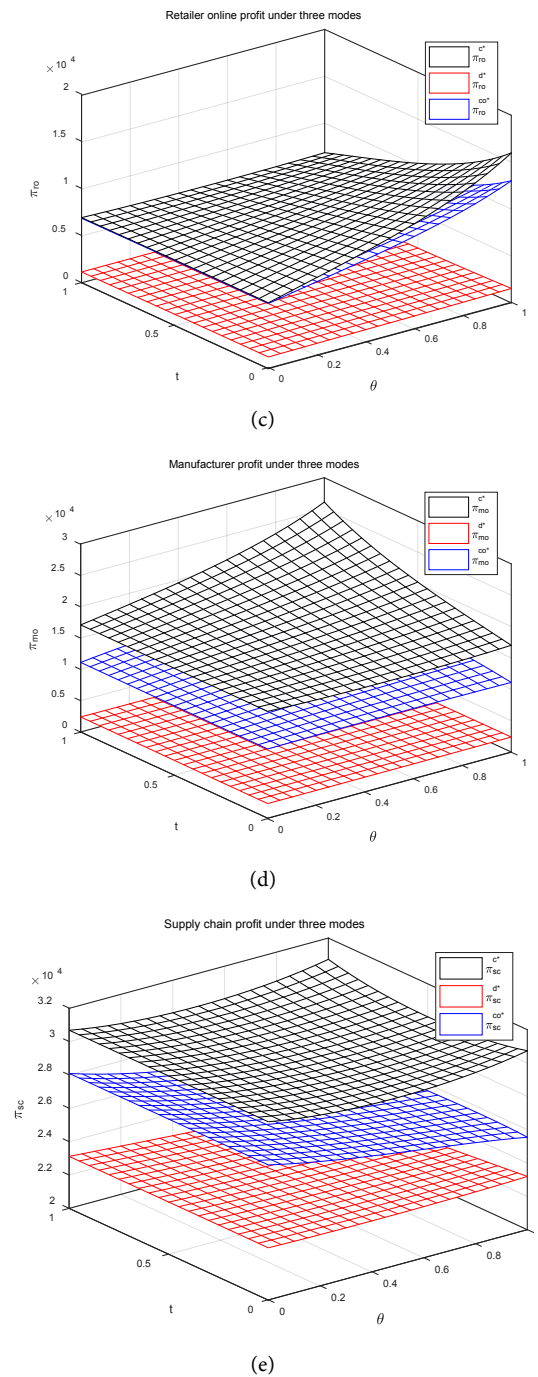 Retailer online profit under three modes
× 10⁴
π_ro^c*
π_ro^d*
π_ro^co*
2
1.5
1
0.5
0
π_ro
1
0.5
0
t
0
0.2
0.4
0.6
0.8
1
θ
(c)
Manufacturer profit under three modes
× 10⁴
π_mo^c*
π_mo^d*
π_mo^co*
3
2.5
2
1.5
1
0.5
0
π_mo
1
0.5
0
t
0
0.2
0.4
0.6
0.8
1
θ
(d)
Supply chain profit under three modes
× 10⁴
π_sc^c*
π_sc^d*
π_sc^co*
3.2
3
2.8
2.6
2.4
2.2
2
π_sc
1
0.5
0
t
0
0.2
0.4
0.6
0.8
θ
(e)